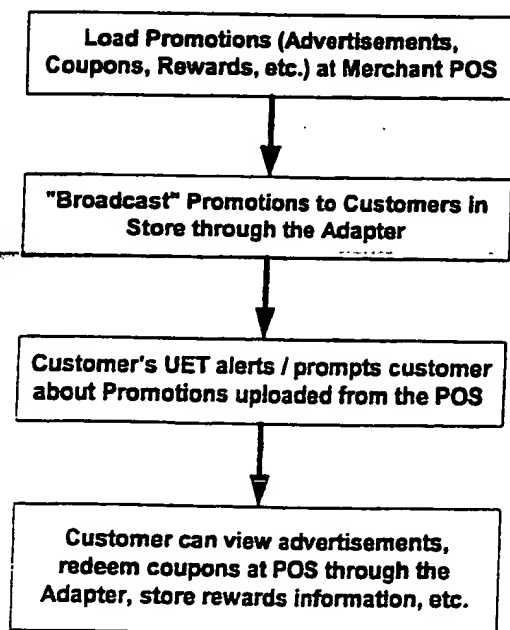 Load Promotions (Advertisements,
Coupons, Rewards, etc.) at Merchant POS
"Broadcast" Promotions to Customers in
Store through the Adapter
Customer's UET alerts / prompts customer
about Promotions uploaded from the POS
Customer can view advertisements,
redeem coupons at POS through the
Adapter, store rewards information, etc.